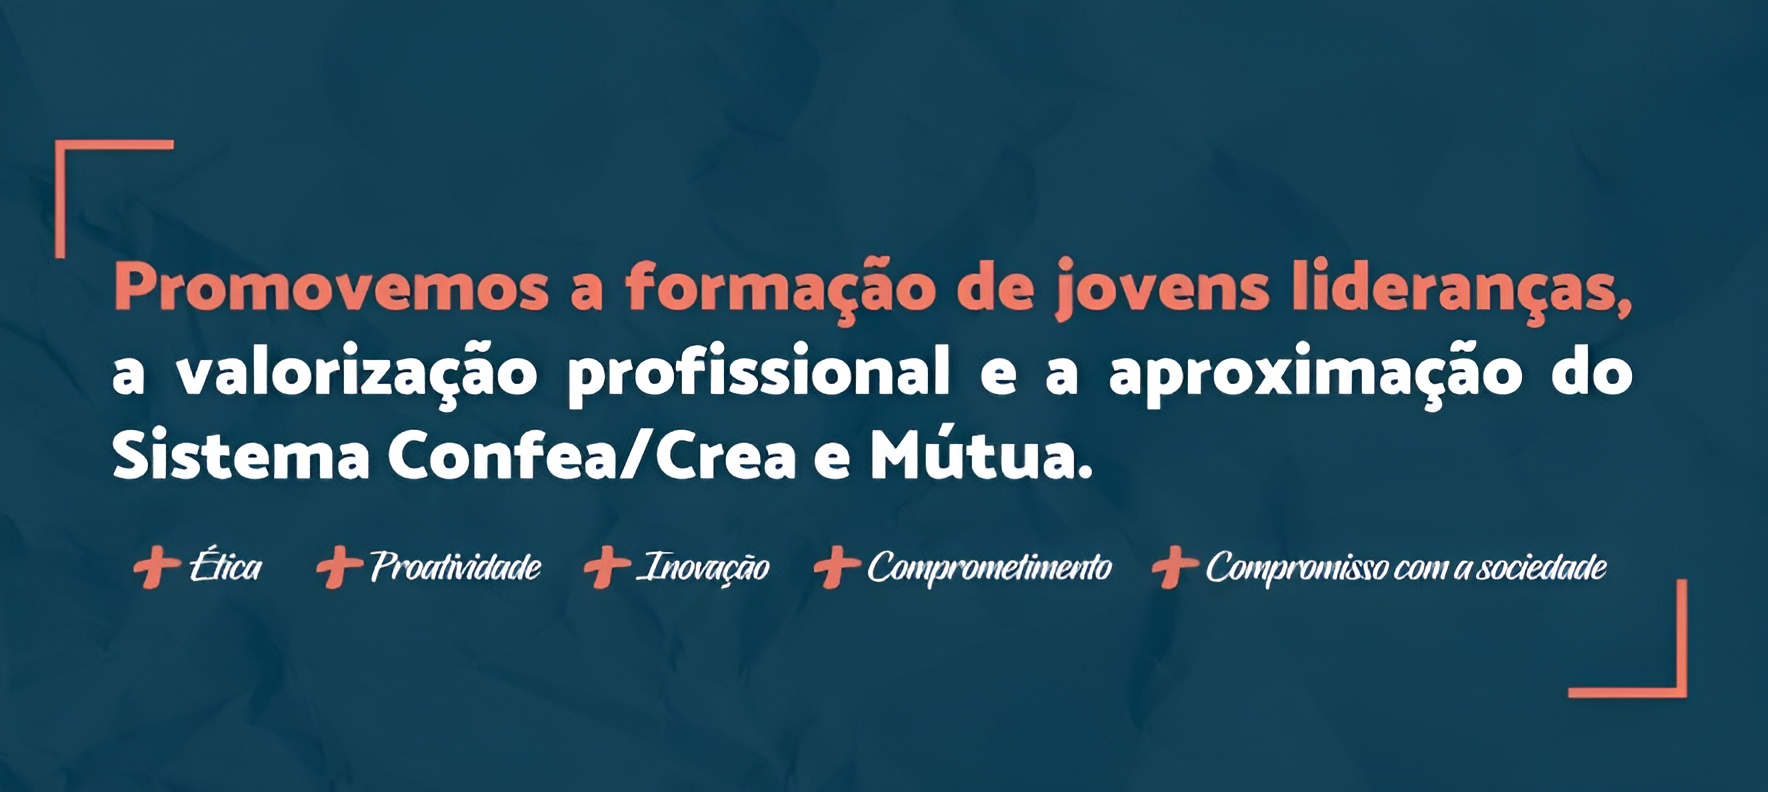 Promovemos a formação de jovens lideranças,
a valorização profissional e a aproximação do
Sistema Confea/Crea e Mútua.
+ Ética + Proatividade + Inovação + Comprometimento + Compromisso com a sociedade